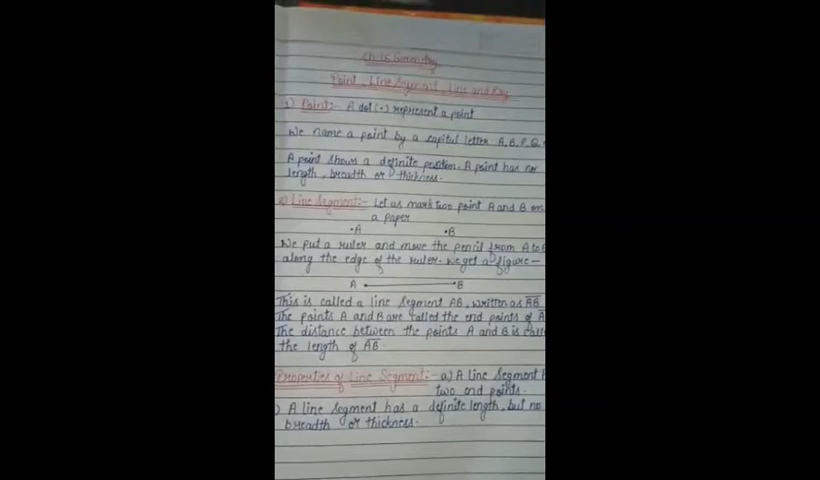 Ch 15 Geometry
Point, Line Segment, Line and Ray
1) Point:- A dot (•) represent a point
We name a point by a capital letter A, B, P, Q
A point shows a definite position. A point has no
length, breadth or thickness.
2) Line Segment:- Let us mark two point A and B on
a paper
•A •B
We put a ruler and move the pencil from A to B
along the edge of the ruler. We get a figure-
A B
This is called a line segment AB, written as A̅B̅
The points A and B are called the end points of A
The distance between the points A and B is call
the length of A̅B̅.
Properties of Line Segment:- a) A line Segment
two end points.
) A line segment has a definite length, but no
breadth or thickness.